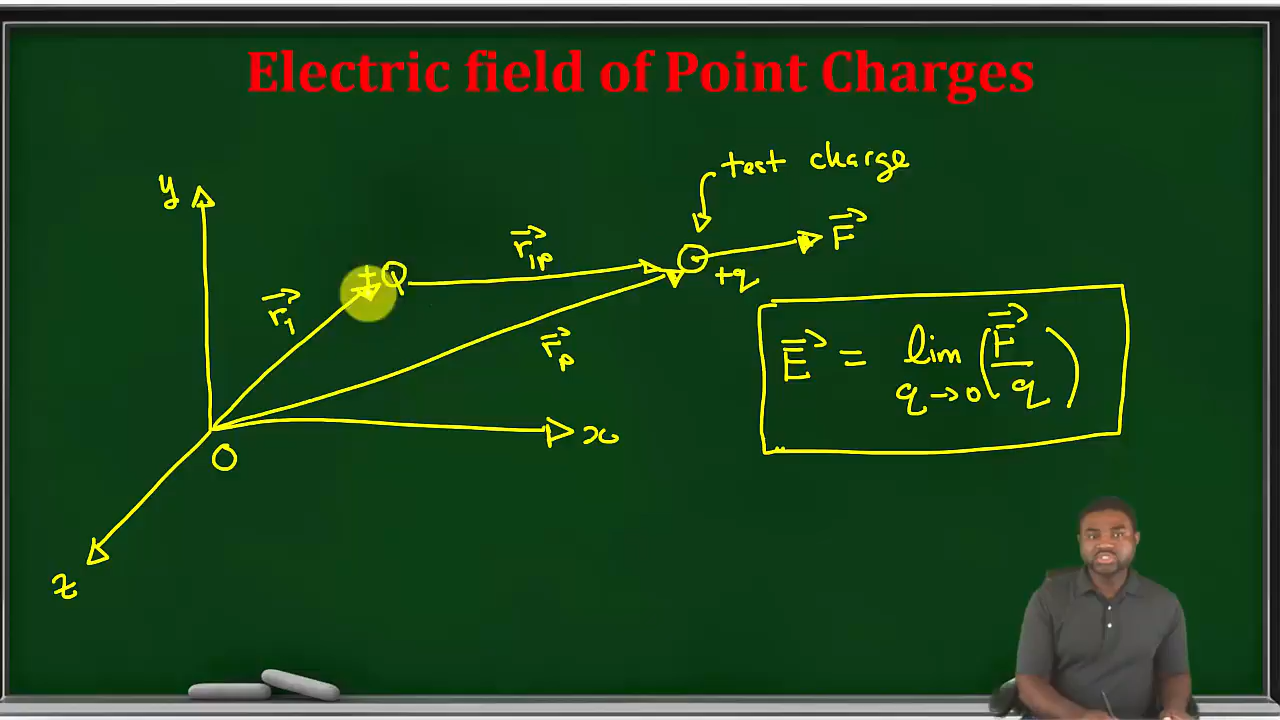 Electric field of Point Charges
test charge
y
F⃗
r⃗₁ₚ
+Q
+q
r⃗₁
r⃗ₚ
E⃗ = lim (F⃗/q)
q→0
x
O
z